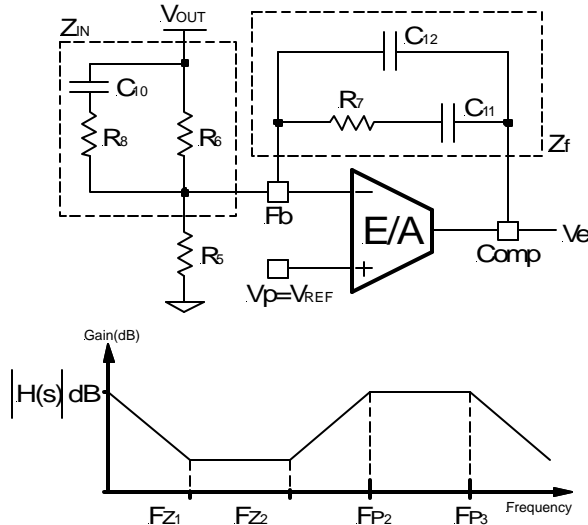 ZIN
VOUT
C12
C10
R7
C11
R8
R6
Zf
Fb
E/A
R5
Comp
Ve
Vp=VREF
Gain(dB)
|H(s)| dB
FZ1
FZ2
FP2
FP3
Frequency